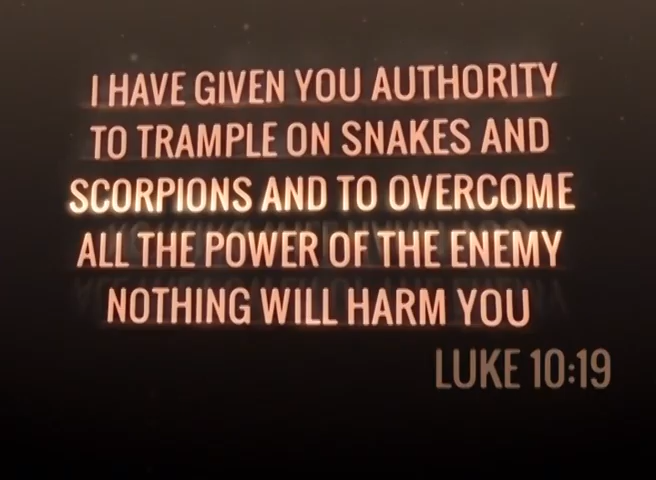 I HAVE GIVEN YOU AUTHORITY
TO TRAMPLE ON SNAKES AND
SCORPIONS AND TO OVERCOME
ALL THE POWER OF THE ENEMY
NOTHING WILL HARM YOU
LUKE 10:19